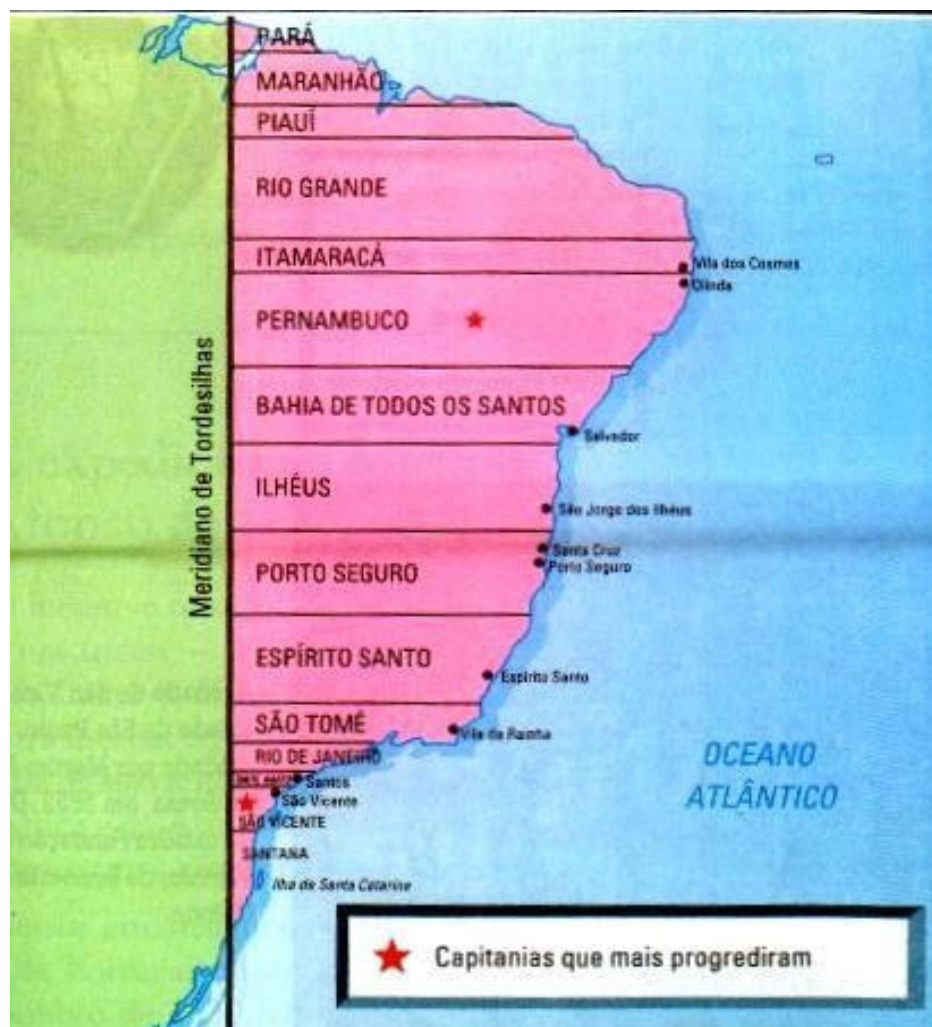 PARÁ
MARANHÃO
PIAUÍ
RIO GRANDE
ITAMARACÁ
Vila dos Cosmos
Olinda
PERNAMBUCO
Meridiano de Tordesilhas
BAHIA DE TODOS OS SANTOS
Salvador
ILHÉUS
São Jorge dos Ilhéus
Santa Cruz
Porto Seguro
PORTO SEGURO
ESPÍRITO SANTO
Espírito Santo
SÃO TOMÉ
Vila da Rainha
RIO DE JANEIRO
OCEANO
ATLÂNTICO
Santos
São Vicente
SÃO VICENTE
SANTANA
Ilha de Santa Catarina
Capitanias que mais progrediram